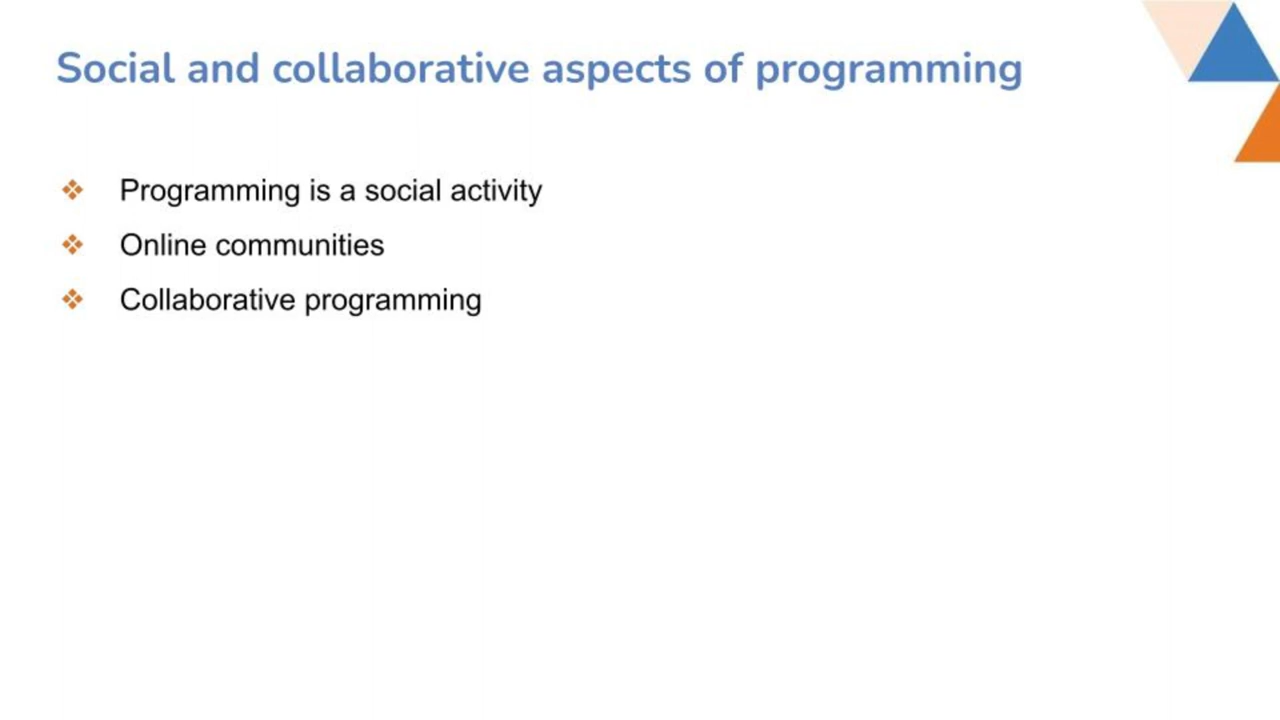 Social and collaborative aspects of programming
❖ Programming is a social activity
❖ Online communities
❖ Collaborative programming